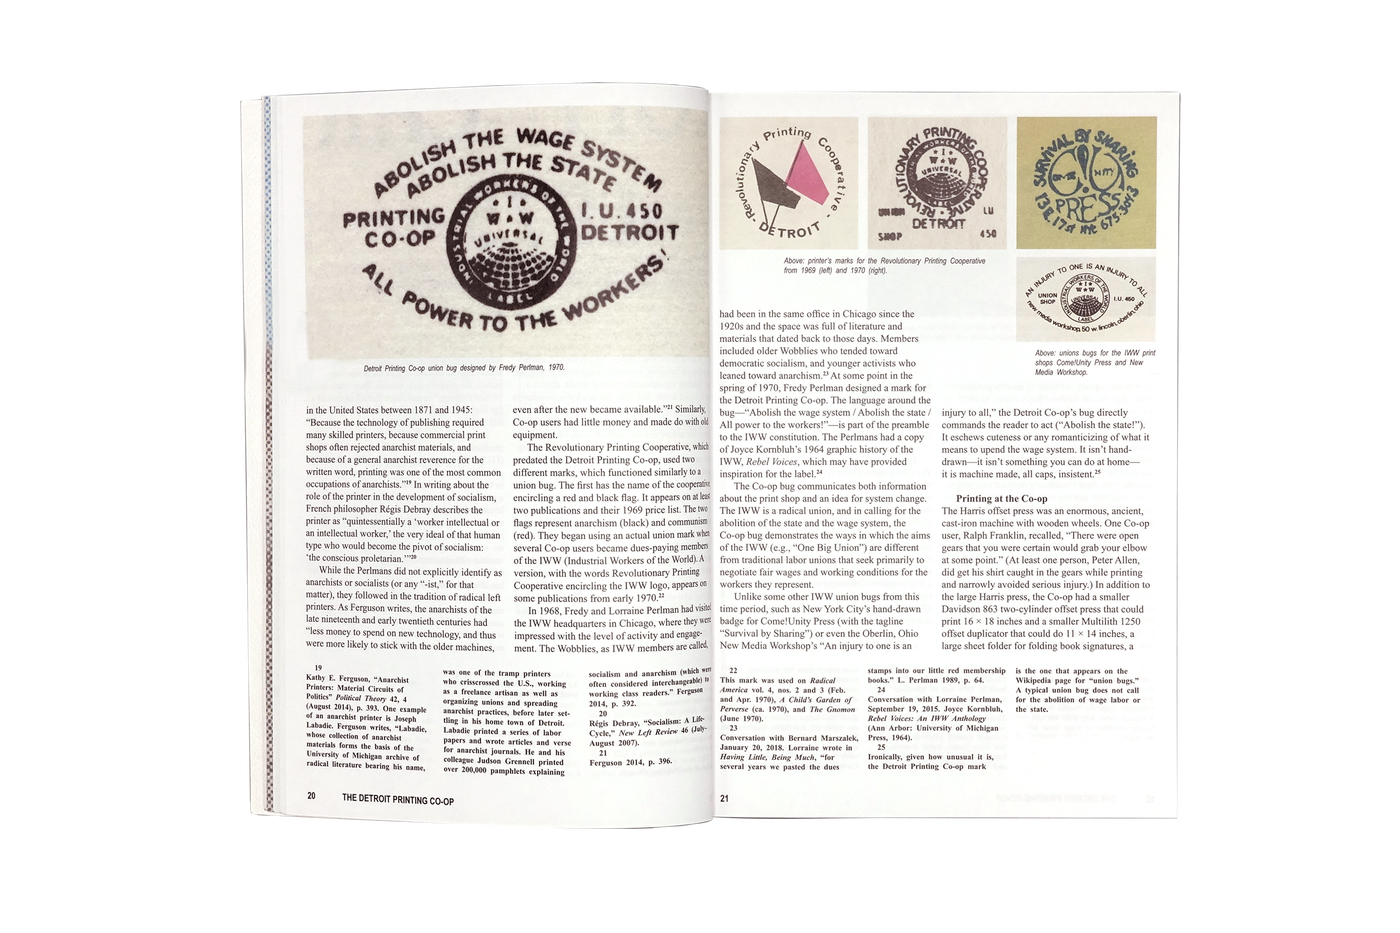 ABOLISH THE WAGE SYSTEM
ABOLISH THE STATE
PRINTING
CO-OP
INDUSTRIAL WORKERS OF THE WORLD
I
W W
UNIVERSAL
LABEL
I.U. 450
DETROIT
ALL POWER TO THE WORKERS!
Detroit Printing Co-op union bug designed by Fredy Perlman, 1970.
in the United States between 1871 and 1945:
“Because the technology of publishing required
many skilled printers, because commercial print
shops often rejected anarchist materials, and
because of a general anarchist reverence for the
written word, printing was one of the most common
occupations of anarchists.”19 In writing about the
role of the printer in the development of socialism,
French philosopher Régis Debray describes the
printer as “quintessentially a ‘worker intellectual or
an intellectual worker,’ the very ideal of that human
type who would become the pivot of socialism:
‘the conscious proletarian.’”20
While the Perlmans did not explicitly identify as
anarchists or socialists (or any “-ist,” for that
matter), they followed in the tradition of radical left
printers. As Ferguson writes, the anarchists of the
late nineteenth and early twentieth centuries had
“less money to spend on new technology, and thus
were more likely to stick with the older machines,
even after the new became available.”21 Similarly,
Co-op users had little money and made do with old
equipment.
The Revolutionary Printing Cooperative, which
predated the Detroit Printing Co-op, used two
different marks, which functioned similarly to a
union bug. The first has the name of the cooperative
encircling a red and black flag. It appears on at least
two publications and their 1969 price list. The two
flags represent anarchism (black) and communism
(red). They began using an actual union mark when
several Co-op users became dues-paying members
of the IWW (Industrial Workers of the World). A
version, with the words Revolutionary Printing
Cooperative encircling the IWW logo, appears on
some publications from early 1970.22
In 1968, Fredy and Lorraine Perlman had visited
the IWW headquarters in Chicago, where they were
impressed with the level of activity and engage-
ment. The Wobblies, as IWW members are called,
19
Kathy E. Ferguson, “Anarchist
Printers: Material Circuits of
Politics” Political Theory 42, 4
(August 2014), p. 393. One example
of an anarchist printer is Joseph
Labadie. Ferguson writes, “Labadie,
whose collection of anarchist
materials forms the basis of the
University of Michigan archive of
radical literature bearing his name,
was one of the tramp printers
who crisscrossed the U.S., working
as a freelance artisan as well as
organizing unions and spreading
anarchist practices, before later set-
tling in his home town of Detroit.
Labadie printed a series of labor
papers and wrote articles and verse
for anarchist journals. He and his
colleague Judson Grennell printed
over 200,000 pamphlets explaining
socialism and anarchism (which were
often considered interchangeable) to
working class readers.” Ferguson
2014, p. 392.
20
Régis Debray, “Socialism: A Life-
Cycle,” New Left Review 46 (July–
August 2007).
21
Ferguson 2014, p. 396.
20 THE DETROIT PRINTING CO-OP
Revolutionary Printing Cooperative
- DETROIT -
REVOLUTIONARY PRINTING COOPERATIVE
I
W W
UNIVERSAL
UNION
SHOP
DETROIT
I.U
450
SURVIVAL BY SHARING
PRESS
13 E. 17 st nyc 675-3043
Above: printer’s marks for the Revolutionary Printing Cooperative
from 1969 (left) and 1970 (right).
AN INJURY TO ONE IS AN INJURY TO ALL
UNION
SHOP
INDUSTRIAL WORKERS OF THE WORLD
I
W W
UNIVERSAL
LABEL
I.U. 450
new media workshop, 50 w. lincoln, oberlin, ohio
Above: unions bugs for the IWW print
shops Come!Unity Press and New
Media Workshop.
had been in the same office in Chicago since the
1920s and the space was full of literature and
materials that dated back to those days. Members
included older Wobblies who tended toward
democratic socialism, and younger activists who
leaned toward anarchism.23 At some point in the
spring of 1970, Fredy Perlman designed a mark for
the Detroit Printing Co-op. The language around the
bug—“Abolish the wage system / Abolish the state /
All power to the workers!”—is part of the preamble
to the IWW constitution. The Perlmans had a copy
of Joyce Kornbluh’s 1964 graphic history of the
IWW, Rebel Voices, which may have provided
inspiration for the label.24
The Co-op bug communicates both information
about the print shop and an idea for system change.
The IWW is a radical union, and in calling for the
abolition of the state and the wage system, the
Co-op bug demonstrates the ways in which the aims
of the IWW (e.g., “One Big Union”) are different
from traditional labor unions that seek primarily to
negotiate fair wages and working conditions for the
workers they represent.
Unlike some other IWW union bugs from this
time period, such as New York City’s hand-drawn
badge for Come!Unity Press (with the tagline
“Survival by Sharing”) or even the Oberlin, Ohio
New Media Workshop’s “An injury to one is an
injury to all,” the Detroit Co-op’s bug directly
commands the reader to act (“Abolish the state!”).
It eschews cuteness or any romanticizing of what it
means to upend the wage system. It isn’t hand-
drawn—it isn’t something you can do at home—
it is machine made, all caps, insistent.25
Printing at the Co-op
The Harris offset press was an enormous, ancient,
cast-iron machine with wooden wheels. One Co-op
user, Ralph Franklin, recalled, “There were open
gears that you were certain would grab your elbow
at some point.” (At least one person, Peter Allen,
did get his shirt caught in the gears while printing
and narrowly avoided serious injury.) In addition to
the large Harris press, the Co-op had a smaller
Davidson 863 two-cylinder offset press that could
print 16 × 18 inches and a smaller Multilith 1250
offset duplicator that could do 11 × 14 inches, a
large sheet folder for folding book signatures, a
22
This mark was used on Radical
America vol. 4, nos. 2 and 3 (Feb.
and Apr. 1970), A Child’s Garden of
Perverse (ca. 1970), and The Gnomon
(June 1970).
23
Conversation with Bernard Marszalek,
January 20, 2018. Lorraine wrote in
Having Little, Being Much, “for
several years we pasted the dues
stamps into our little red membership
books.” L. Perlman 1989, p. 64.
24
Conversation with Lorraine Perlman,
September 19, 2015. Joyce Kornbluh,
Rebel Voices: An IWW Anthology
(Ann Arbor: University of Michigan
Press, 1964).
25
Ironically, given how unusual it is,
the Detroit Printing Co-op mark
is the one that appears on the
Wikipedia page for “union bugs.”
A typical union bug does not call
for the abolition of wage labor or
the state.
21